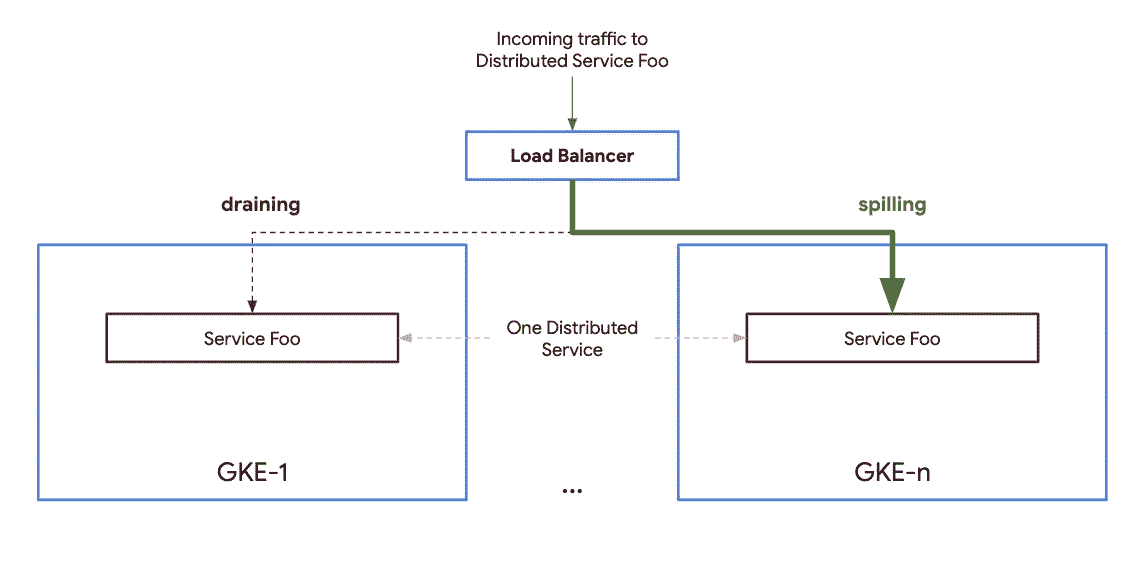 Incoming traffic to
Distributed Service Foo
Load Balancer
draining
spilling
Service Foo
One Distributed
Service
Service Foo
GKE-1
...
GKE-n